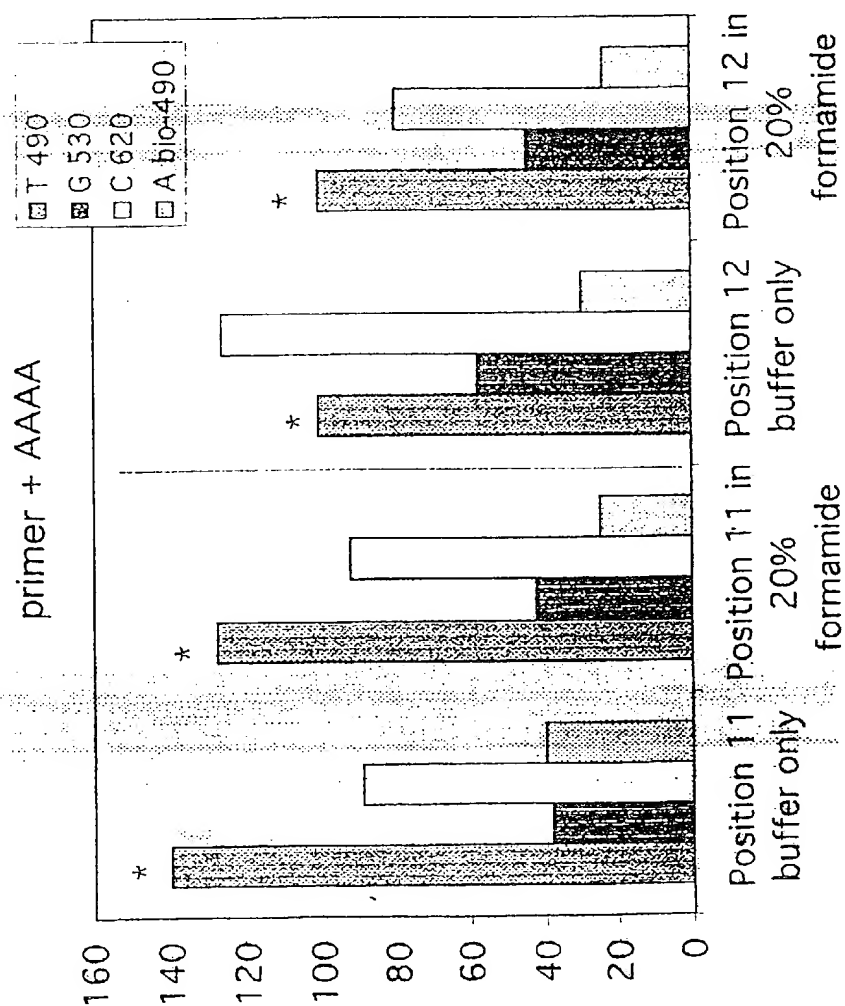 primer + AAAA
T 490
G 530
C 620
A bio-490
160
140
120
100
80
60
40
20
0
*
*
*
*
Position 11
buffer only
Position 11 in
20%
formamide
Position 12
buffer only
Position 12 in
20%
formamide